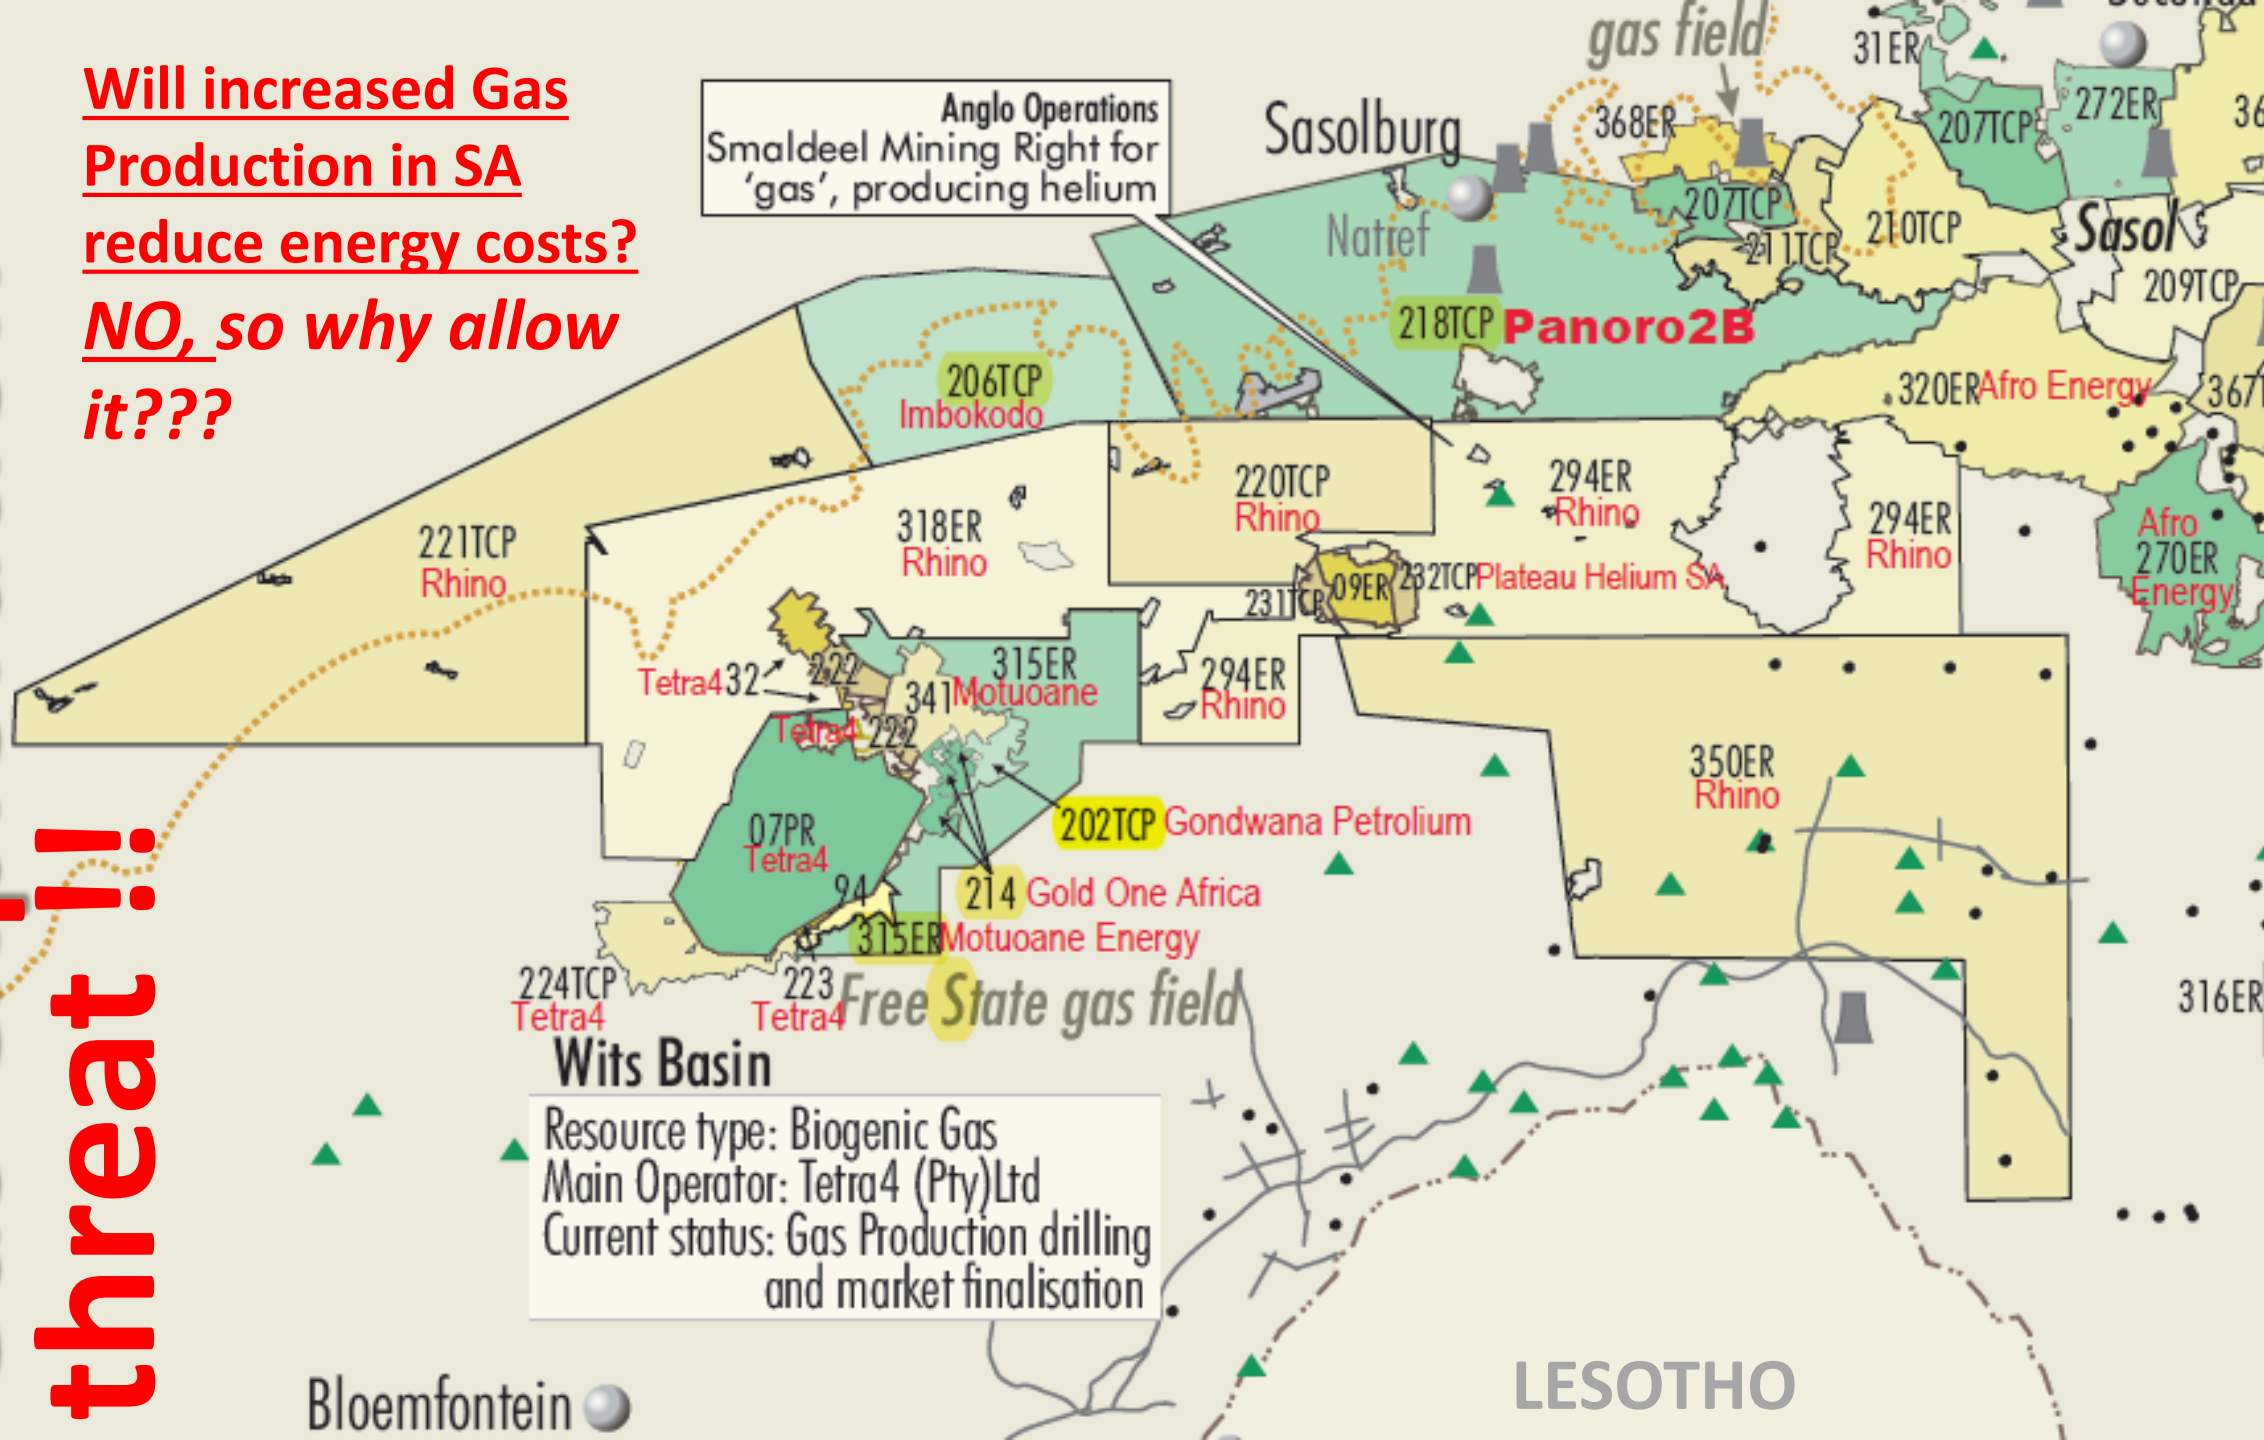 Will increased Gas
Production in SA
reduce energy costs?
NO, so why allow
it???
threat !!
gas field
31ER
Anglo Operations
Smaldeel Mining Right for
‘gas’, producing helium
Sasolburg
368ER
207TCP
272ER
36
Natref
207TCP
211TCP
210TCP
Sasol
209TCP
218TCP Panoro2B
206TCP
Imbokodo
320ER Afro Energy
367
221TCP
Rhino
318ER
Rhino
220TCP
Rhino
294ER
Rhino
294ER
Rhino
Afro
270ER
Energy
231TCP
09ER
232TCP Plateau Helium SA
Tetra4 32
222
341
315ER
Motuoane
294ER
Rhino
Tetra4
222
350ER
Rhino
07PR
Tetra4
202TCP Gondwana Petrolium
94
214 Gold One Africa
315ER Motuoane Energy
224TCP
Tetra4
223
Tetra4
Free State gas field
316ER
Wits Basin
Resource type: Biogenic Gas
Main Operator: Tetra4 (Pty)Ltd
Current status: Gas Production drilling
and market finalisation
Bloemfontein
LESOTHO